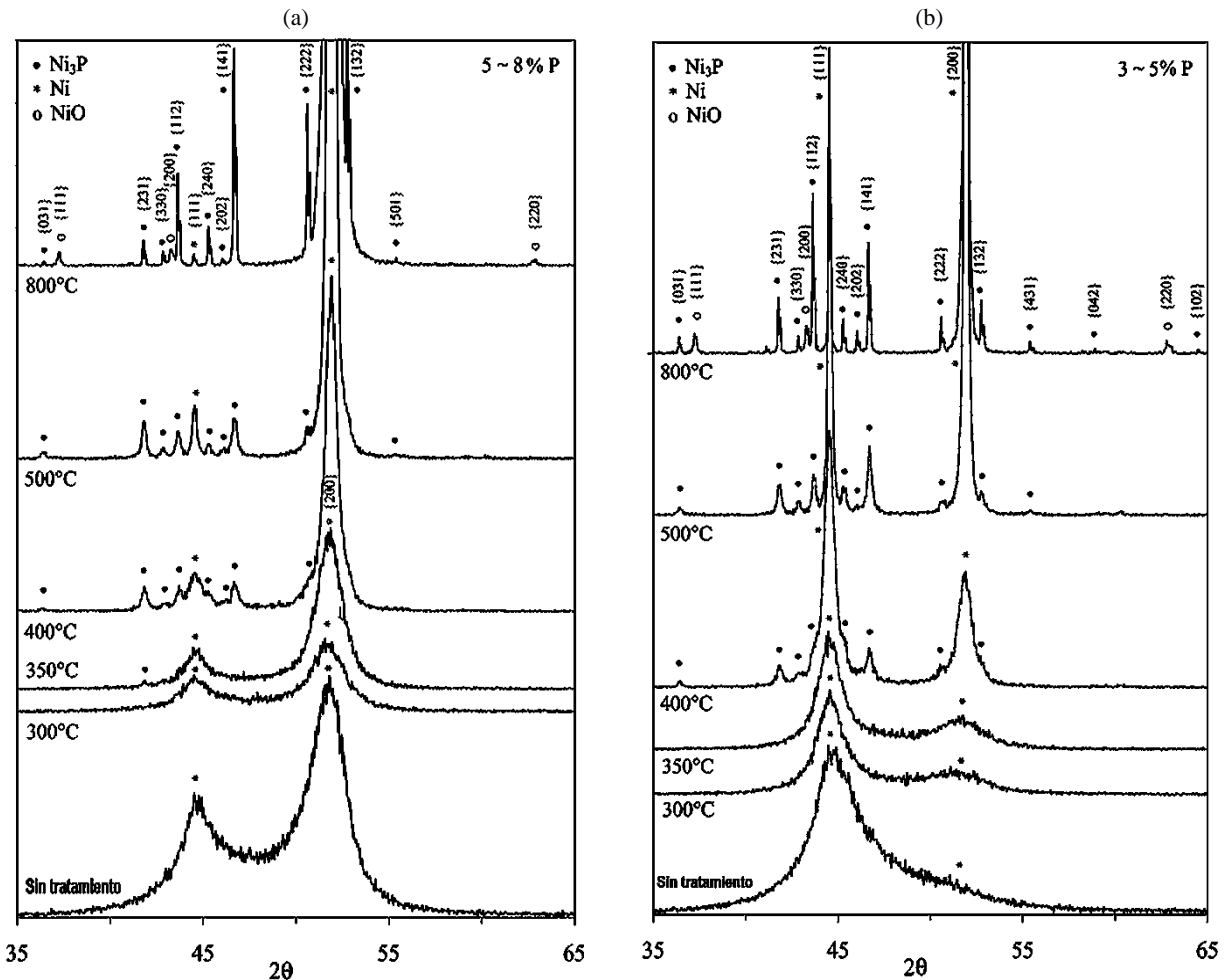 (a)
• Ni₃P
* Ni
o NiO
5 ~ 8% P
{031}
{111}
{231}
{330}
{200}
{112}
{111}
{240}
{202}
{141}
{222}
{132}
{501}
{220}
800°C
500°C
{200}
400°C
350°C
300°C
Sin tratamiento
35 45 55 65
2θ
(b)
• Ni₃P
* Ni
o NiO
3 ~ 5% P
{031}
{111}
{231}
{330}
{200}
{112}
{111}
{240}
{202}
{141}
{222}
{200}
{132}
{431}
{042}
{220}
{102}
800°C
500°C
400°C
350°C
300°C
Sin tratamiento
35 45 55 65
2θ